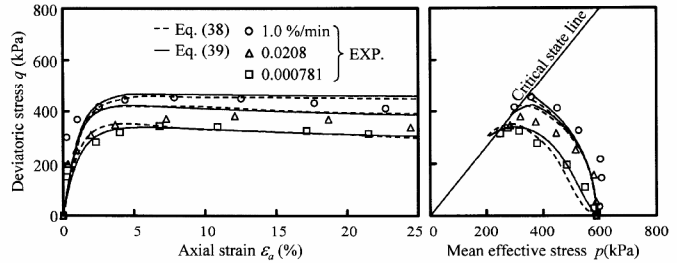 800
600
400
200
0
Deviatoric stress q (kPa)
Eq. (38)
Eq. (39)
1.0 %/min
0.0208
0.000781
EXP.
0 5 10 15 20 25
Axial strain εa (%)
Critical state line
0 200 400 600 800
Mean effective stress p(kPa)